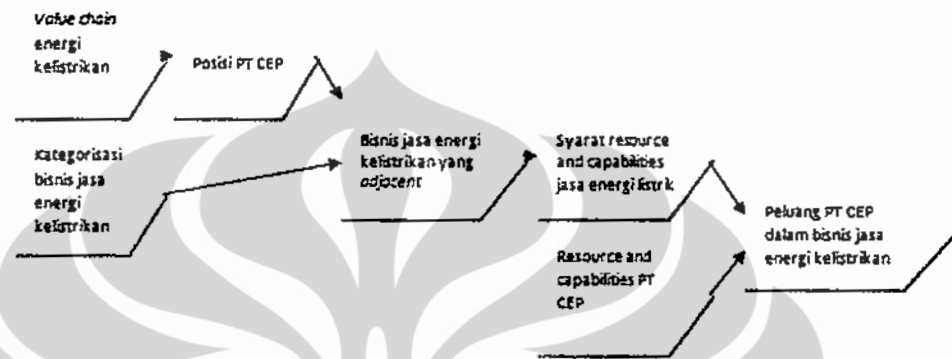 Value chain
energi
kelistrikan
Posisi PT CEP
Kategorisasi
bisnis jasa
energi
kelistrikan
Bisnis jasa energi
kelistrikan yang
adjacent
Syarat resource
and capabilities
jasa energi listrik
Resource and
capabilities PT
CEP
Peluang PT CEP
dalam bisnis jasa
energi kelistrikan